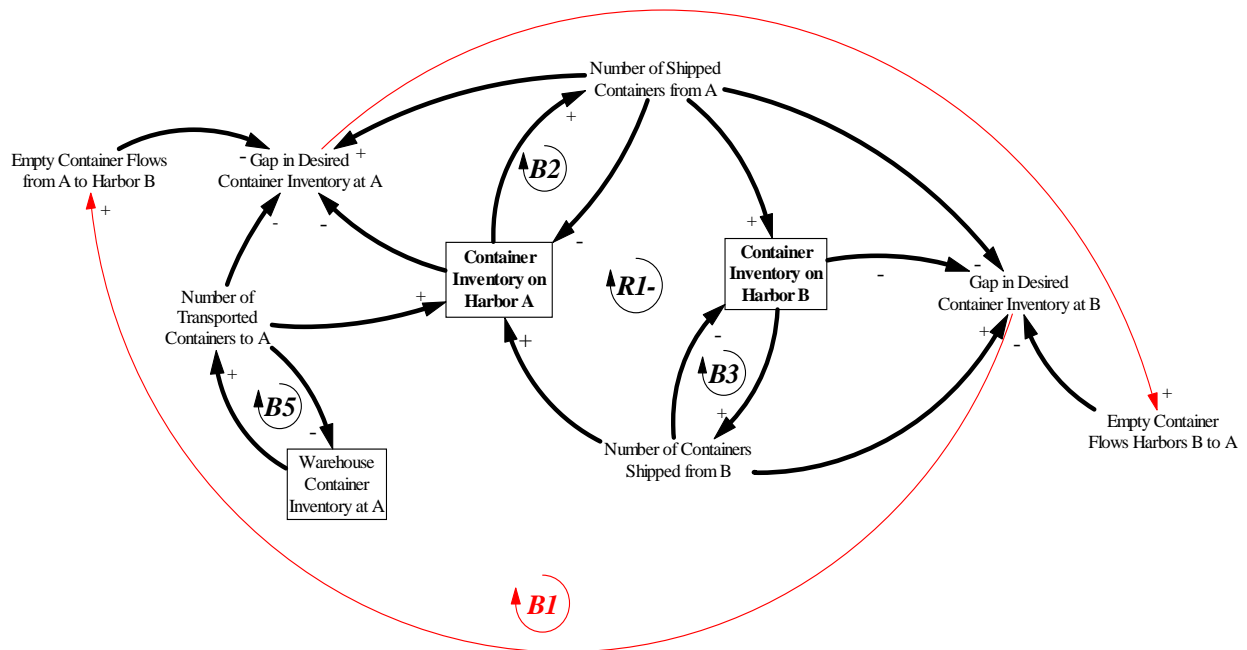 Number of Shipped
Containers from A
+
Empty Container Flows
from A to Harbor B
+
-
Gap in Desired
Container Inventory at A
+
-
-
B2
Container
Inventory on
Harbor A
-
+
+
R1-
+
Container
Inventory on
Harbor B
-
-
-
Gap in Desired
Container Inventory at B
+
-
Number of
Transported
Containers to A
+
B5
-
Warehouse
Container
Inventory at A
B3
+
Number of Containers
Shipped from B
+
Empty Container
Flows Harbors B to A
B1